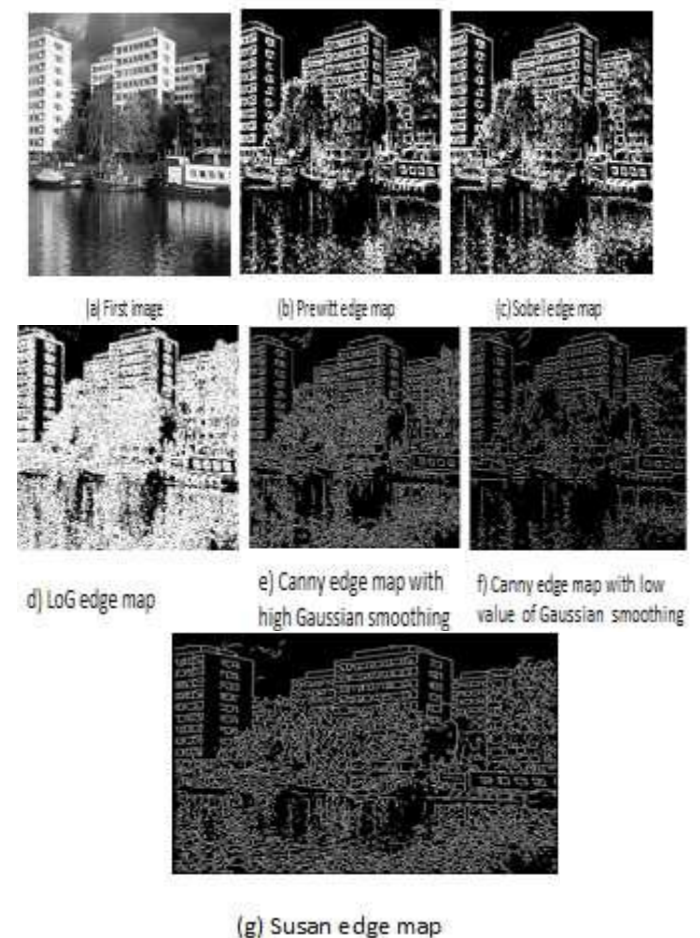 (a) First image
(b) Prewitt edge map
(c) Sobel edge map
d) LoG edge map
e) Canny edge map with
high Gaussian smoothing
f) Canny edge map with low
value of Gaussian smoothing
(g) Susan edge map